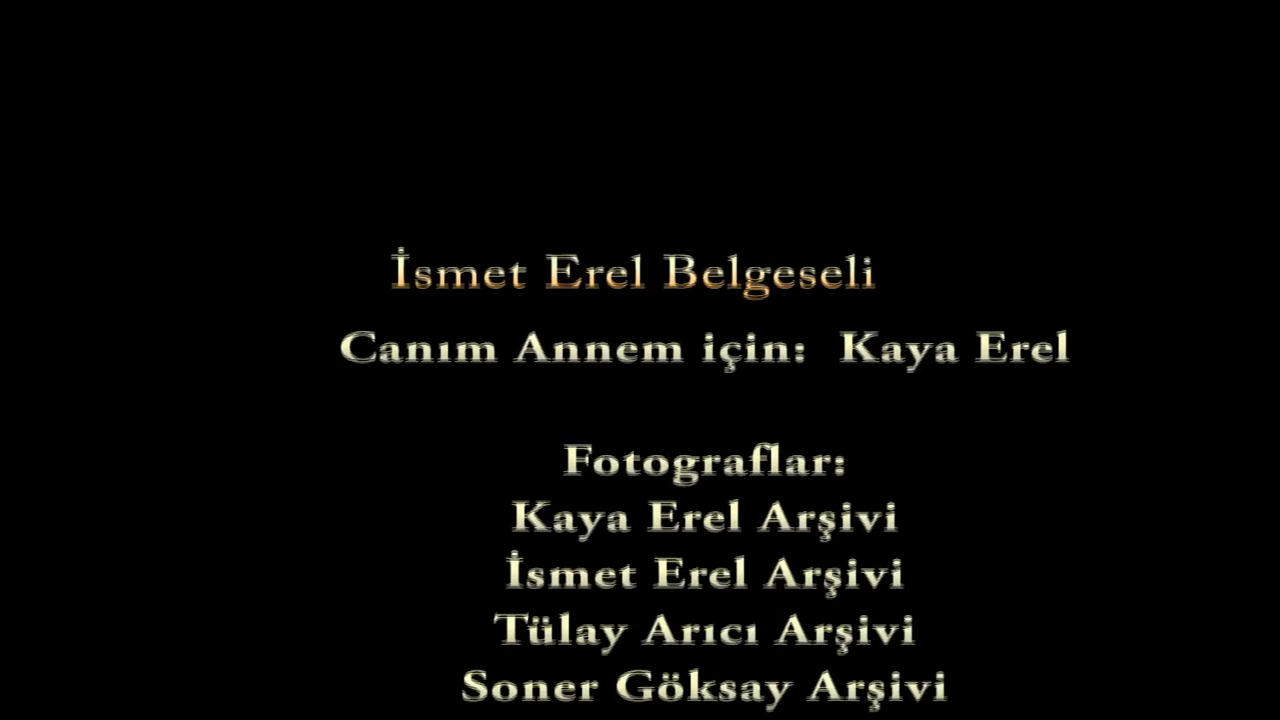 İsmet Erel Belgeseli
Canım Annem için: Kaya Erel
Fotograflar:
Kaya Erel Arşivi
İsmet Erel Arşivi
Tülay Arıcı Arşivi
Soner Göksay Arşivi